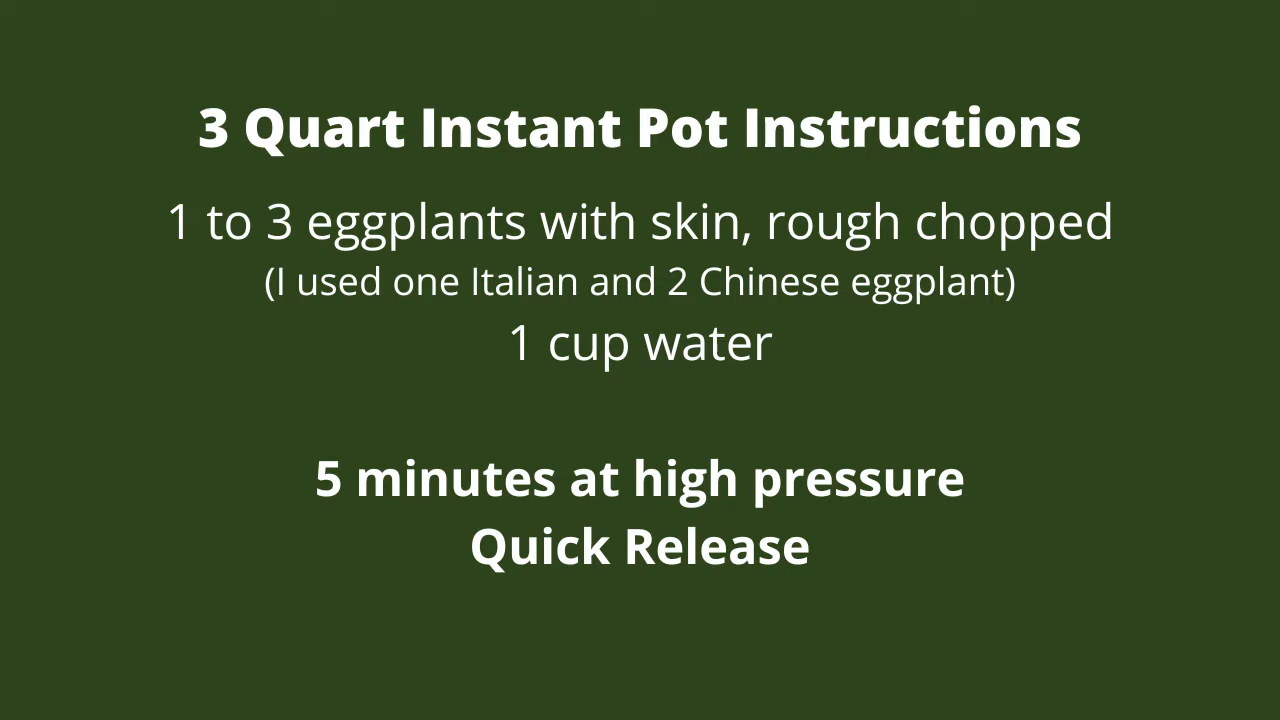 3 Quart Instant Pot Instructions
1 to 3 eggplants with skin, rough chopped
(I used one Italian and 2 Chinese eggplant)
1 cup water
5 minutes at high pressure
Quick Release